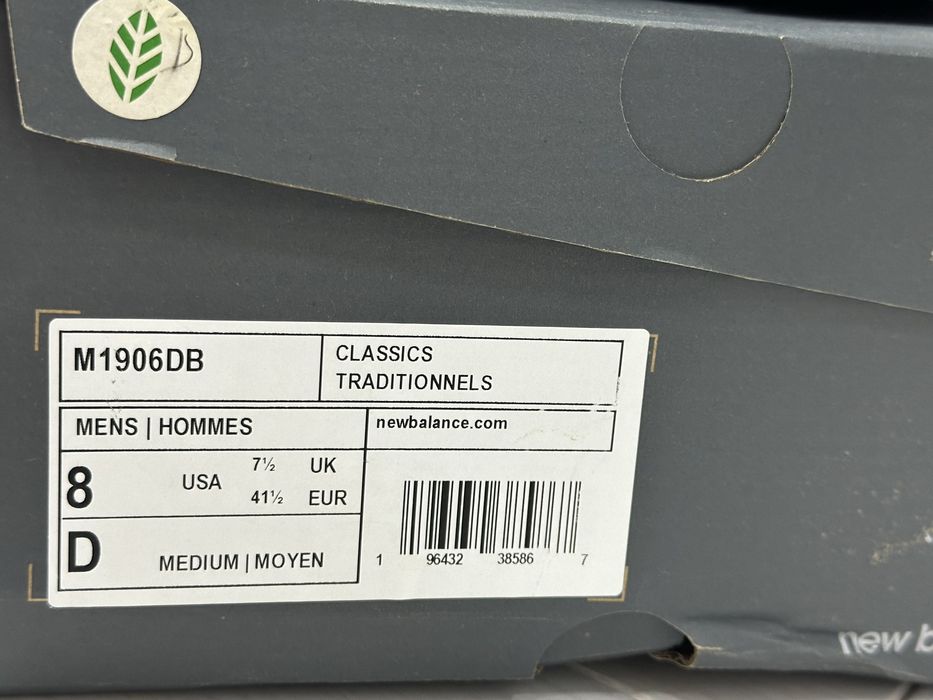 M1906DB
CLASSICS
TRADITIONNELS
MENS | HOMMES
newbalance.com
8 USA 7½ UK
41½ EUR
D MEDIUM | MOYEN
1 96432 38586 7
new b